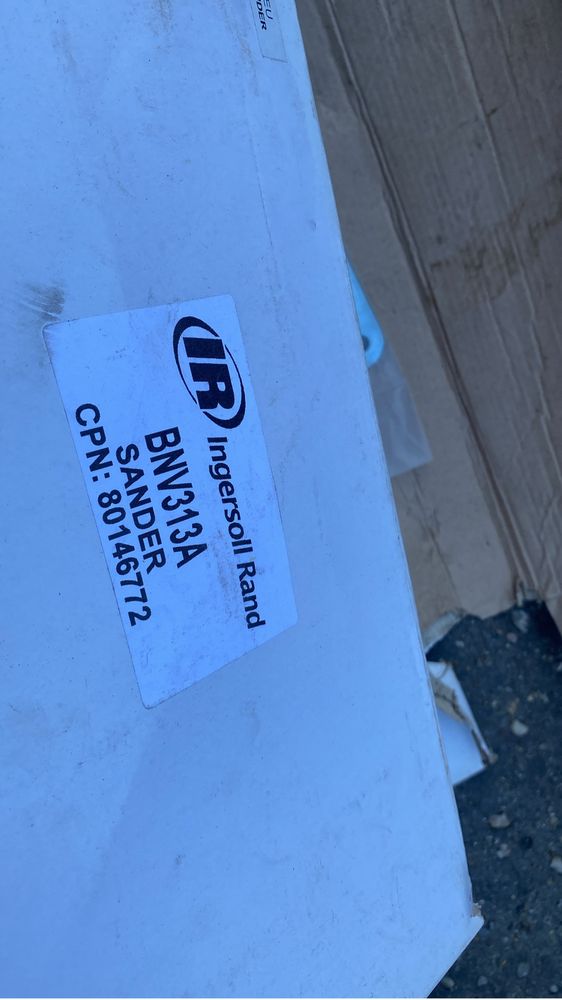 IR Ingersoll Rand
BNV313A
SANDER
CPN: 80146772